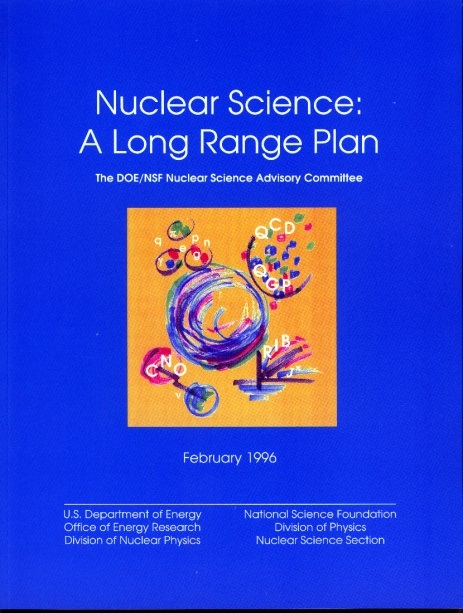 Nuclear Science:
A Long Range Plan
The DOE/NSF Nuclear Science Advisory Committee
QCD
q
e p n
g
QGP
CNO
RIB
ν
February 1996
U.S. Department of Energy
Office of Energy Research
Division of Nuclear Physics
National Science Foundation
Division of Physics
Nuclear Science Section